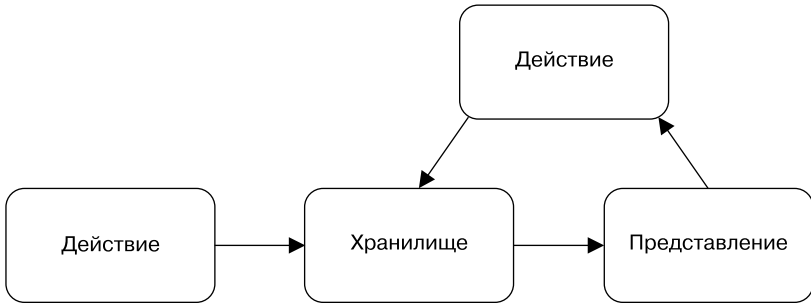 Действие
Действие
Хранилище
Представление